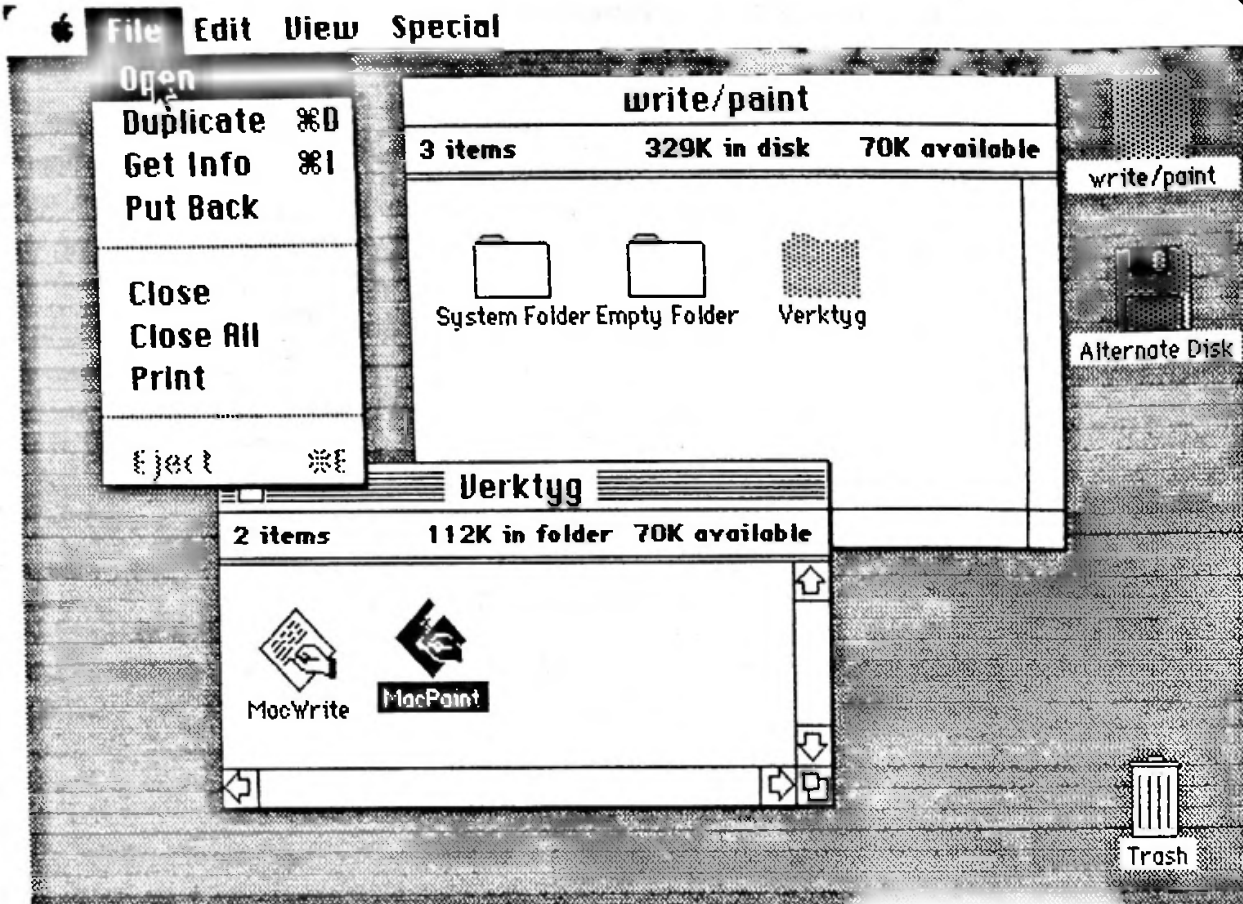 File Edit View Special
Open
Duplicate ⌘D
Get Info ⌘I
Put Back
Close
Close All
Print
Eject ⌘E
write/paint
3 items 329K in disk 70K available
System Folder Empty Folder Verktyg
Verktyg
2 items 112K in folder 70K available
MacWrite MacPaint
write/paint
Alternate Disk
Trash